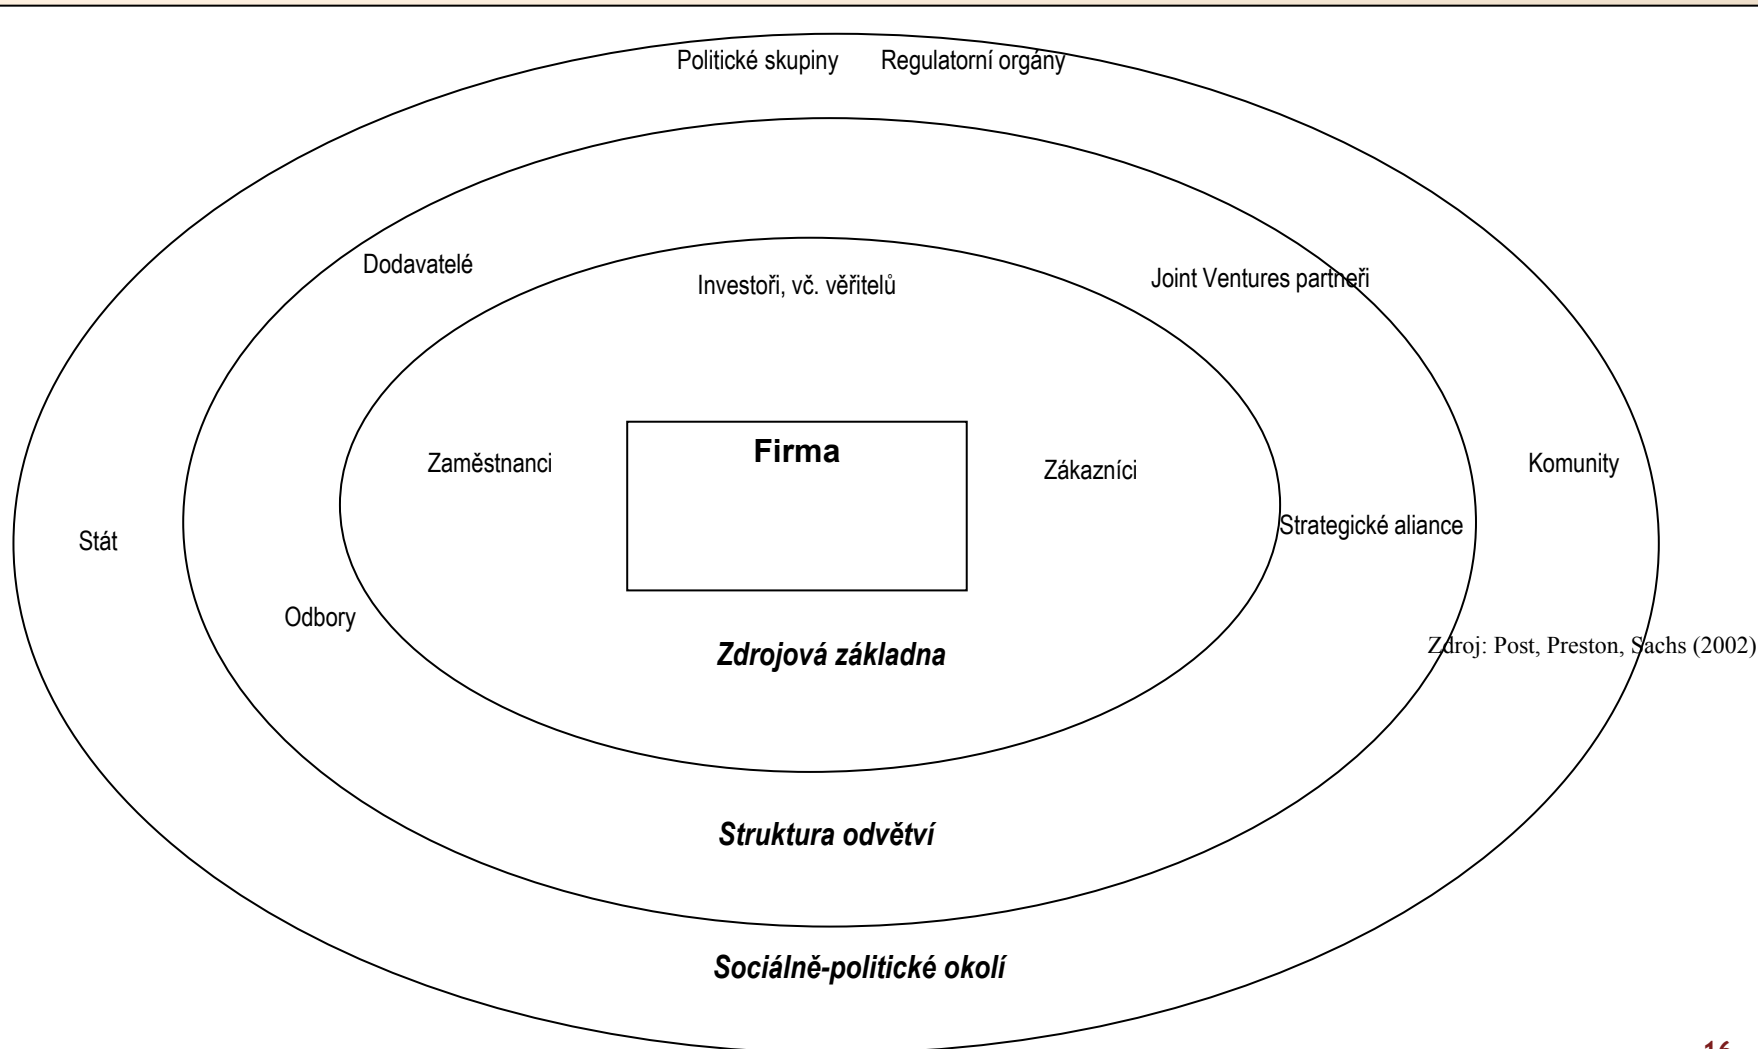 Politické skupiny
Regulatorní orgány
Dodavatelé
Investoři, vč. věřitelů
Joint Ventures partneři
Firma
Zaměstnanci
Zákazníci
Komunity
Stát
Strategické aliance
Odbory
Zdrojová základna
Zdroj: Post, Preston, Sachs (2002)
Struktura odvětví
Sociálně-politické okolí
16